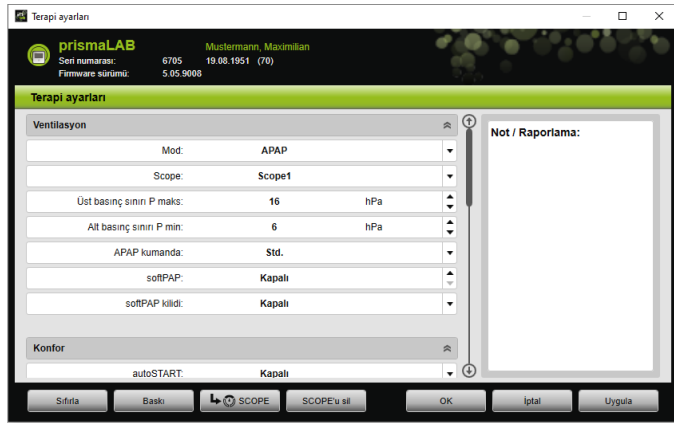 Terapi ayarları
prismaLAB Mustermann, Maximilian
Seri numarası: 6705 19.08.1951 (70)
Firmware sürümü: 5.05.9008
Terapi ayarları
Ventilasyon
Mod: APAP
Scope: Scope1
Üst basınç sınırı P maks: 16 hPa
Alt basınç sınırı P min: 6 hPa
APAP kumanda: Std.
softPAP: Kapalı
softPAP kilidi: Kapalı
Konfor
autoSTART: Kapalı
Not / Raporlama:
Sıfırla Baskı SCOPE SCOPE'u sil OK İptal Uygula